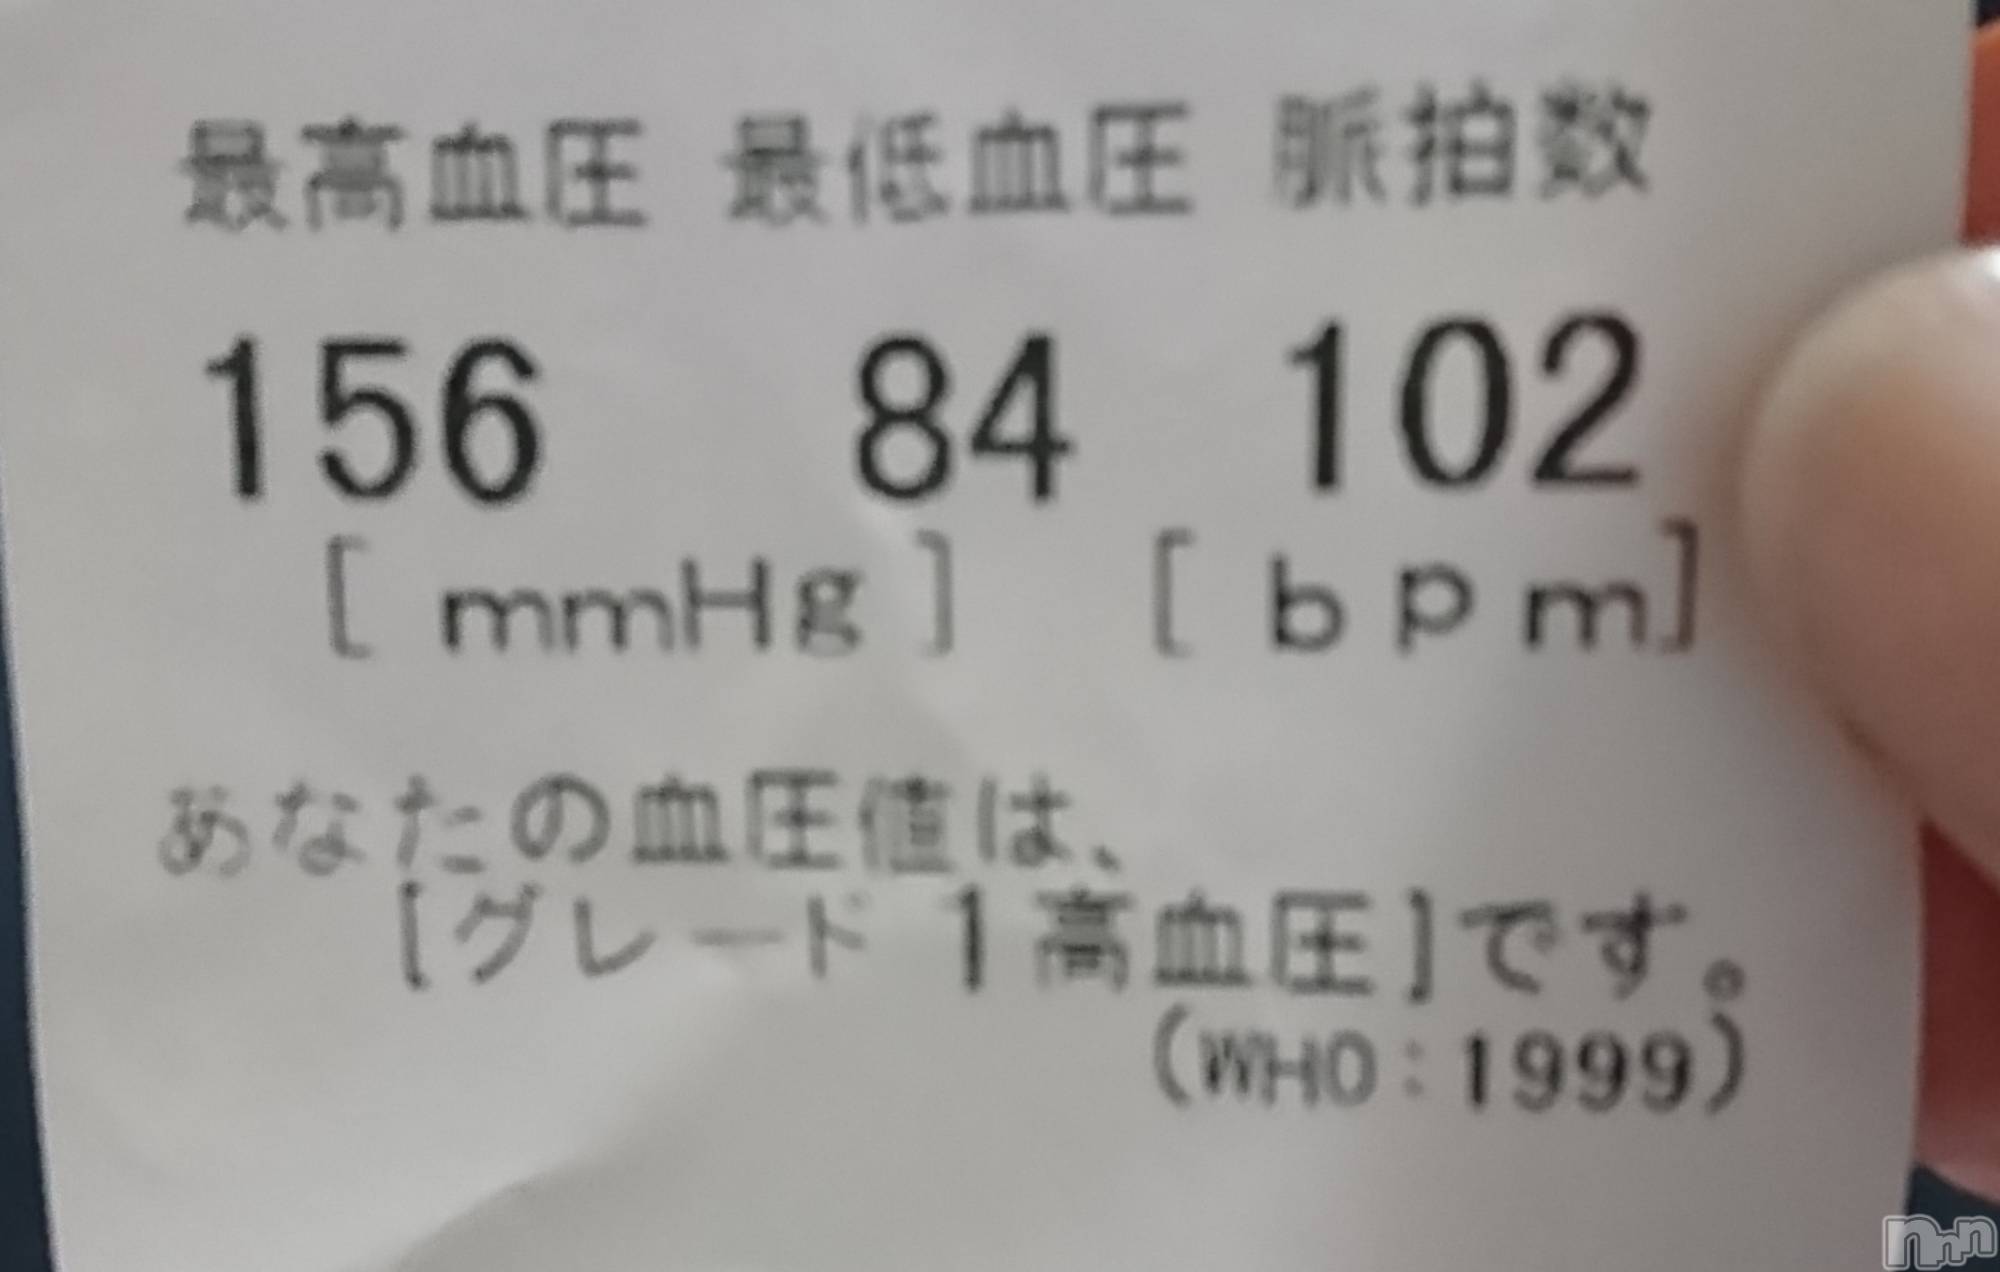 最高血圧 最低血圧 脈拍数
156 84 102
[ mmHg ] [ bpm]
あなたの血圧値は、
[グレード1高血圧]です。
(WHO:1999)
nnn